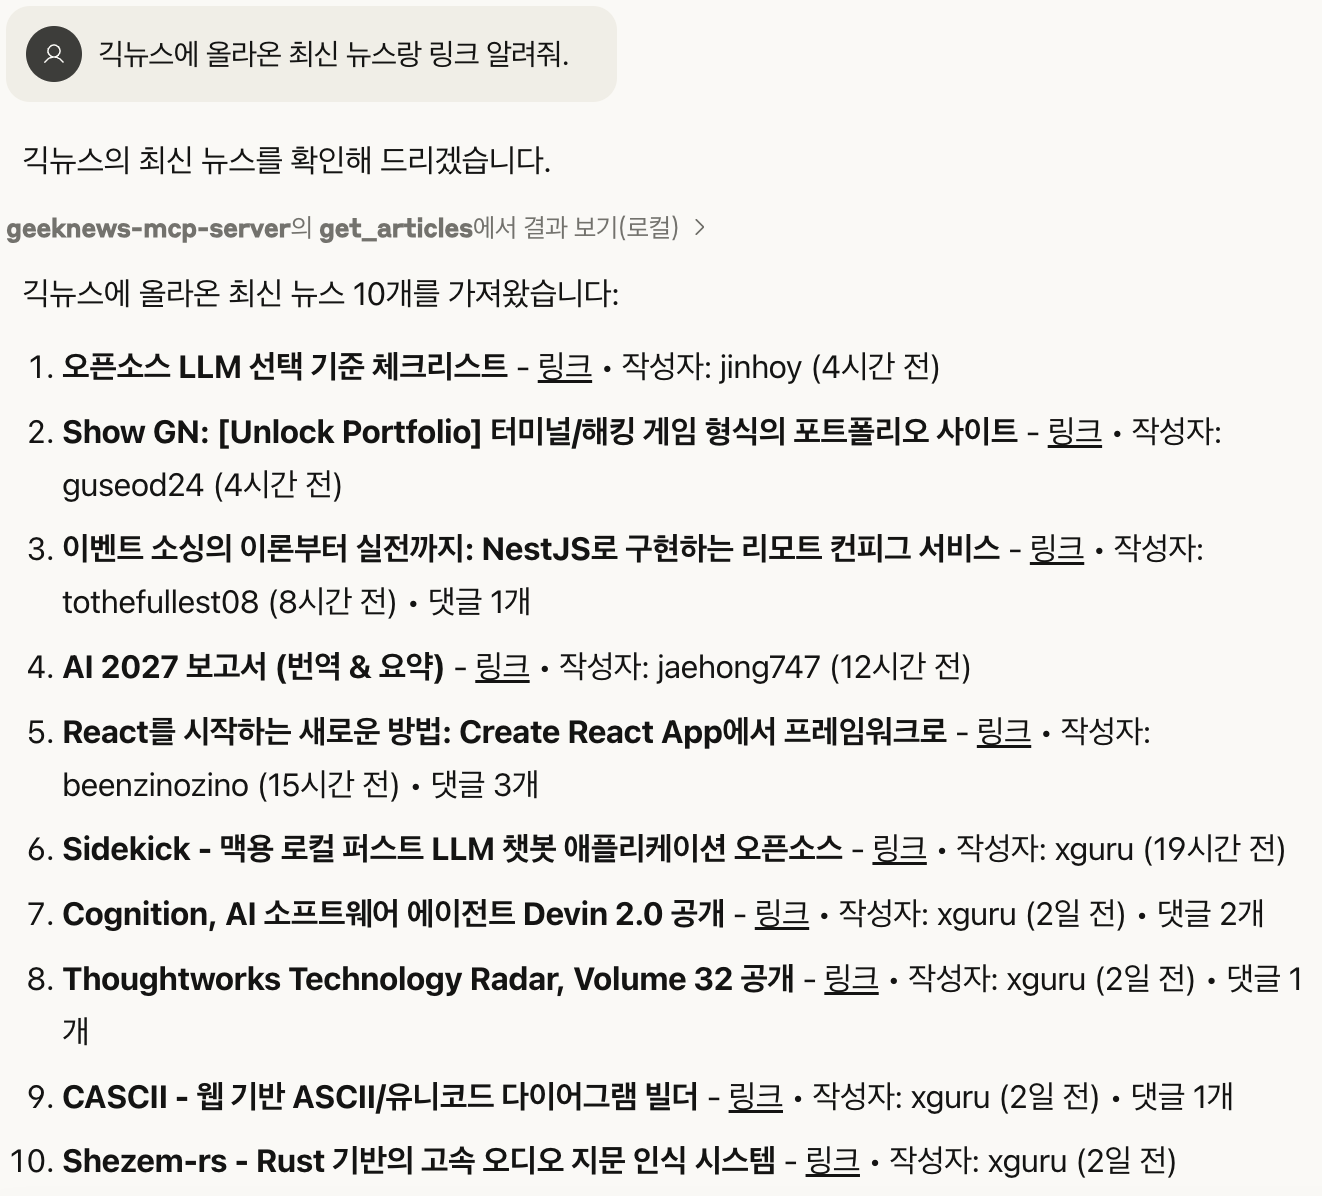 긱뉴스에 올라온 최신 뉴스랑 링크 알려줘.
긱뉴스의 최신 뉴스를 확인해 드리겠습니다.
geeknews-mcp-server의 get_articles에서 결과 보기(로컬) >
긱뉴스에 올라온 최신 뉴스 10개를 가져왔습니다:
1. 오픈소스 LLM 선택 기준 체크리스트 - 링크 • 작성자: jinhoy (4시간 전)
2. Show GN: [Unlock Portfolio] 터미널/해킹 게임 형식의 포트폴리오 사이트 - 링크 • 작성자:
guseod24 (4시간 전)
3. 이벤트 소싱의 이론부터 실전까지: NestJS로 구현하는 리모트 컨피그 서비스 - 링크 • 작성자:
tothefullest08 (8시간 전) • 댓글 1개
4. AI 2027 보고서 (번역 & 요약) - 링크 • 작성자: jaehong747 (12시간 전)
5. React를 시작하는 새로운 방법: Create React App에서 프레임워크로 - 링크 • 작성자:
beenzinozino (15시간 전) • 댓글 3개
6. Sidekick - 맥용 로컬 퍼스트 LLM 챗봇 애플리케이션 오픈소스 - 링크 • 작성자: xguru (19시간 전)
7. Cognition, AI 소프트웨어 에이전트 Devin 2.0 공개 - 링크 • 작성자: xguru (2일 전) • 댓글 2개
8. Thoughtworks Technology Radar, Volume 32 공개 - 링크 • 작성자: xguru (2일 전) • 댓글 1
개
9. CASCII - 웹 기반 ASCII/유니코드 다이어그램 빌더 - 링크 • 작성자: xguru (2일 전) • 댓글 1개
10. Shezem-rs - Rust 기반의 고속 오디오 지문 인식 시스템 - 링크 • 작성자: xguru (2일 전)